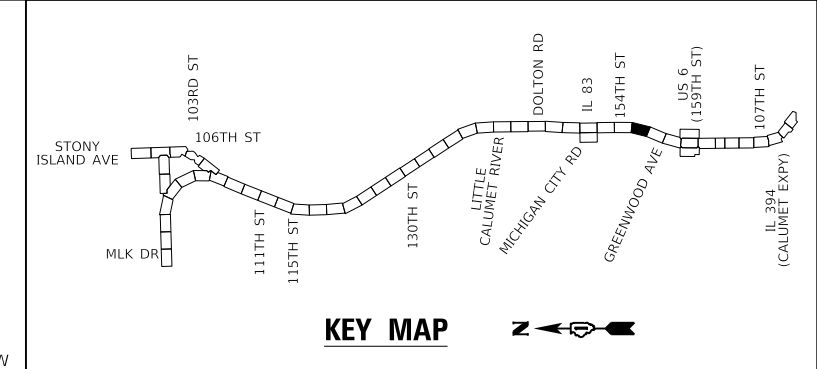 103RD ST
106TH ST
STONY
ISLAND AVE
MLK DR
111TH ST
115TH ST
130TH ST
LITTLE
CALUMET RIVER
DOLTON RD
MICHIGAN CITY RD
IL 83
154TH ST
GREENWOOD AVE
US 6
(159TH ST)
107TH ST
IL 394
(CALUMET EXPY)
KEY MAP
N
W